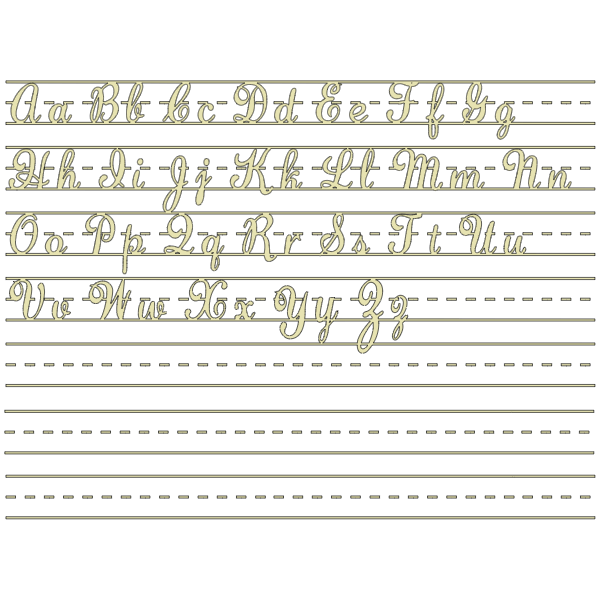 Aa Bb Cc Dd Ee Ff Gg
Hh Ii Jj Kk Ll Mm Nn
Oo Pp Qq Rr Ss Tt Uu
Vv Ww Xx Yy Zz